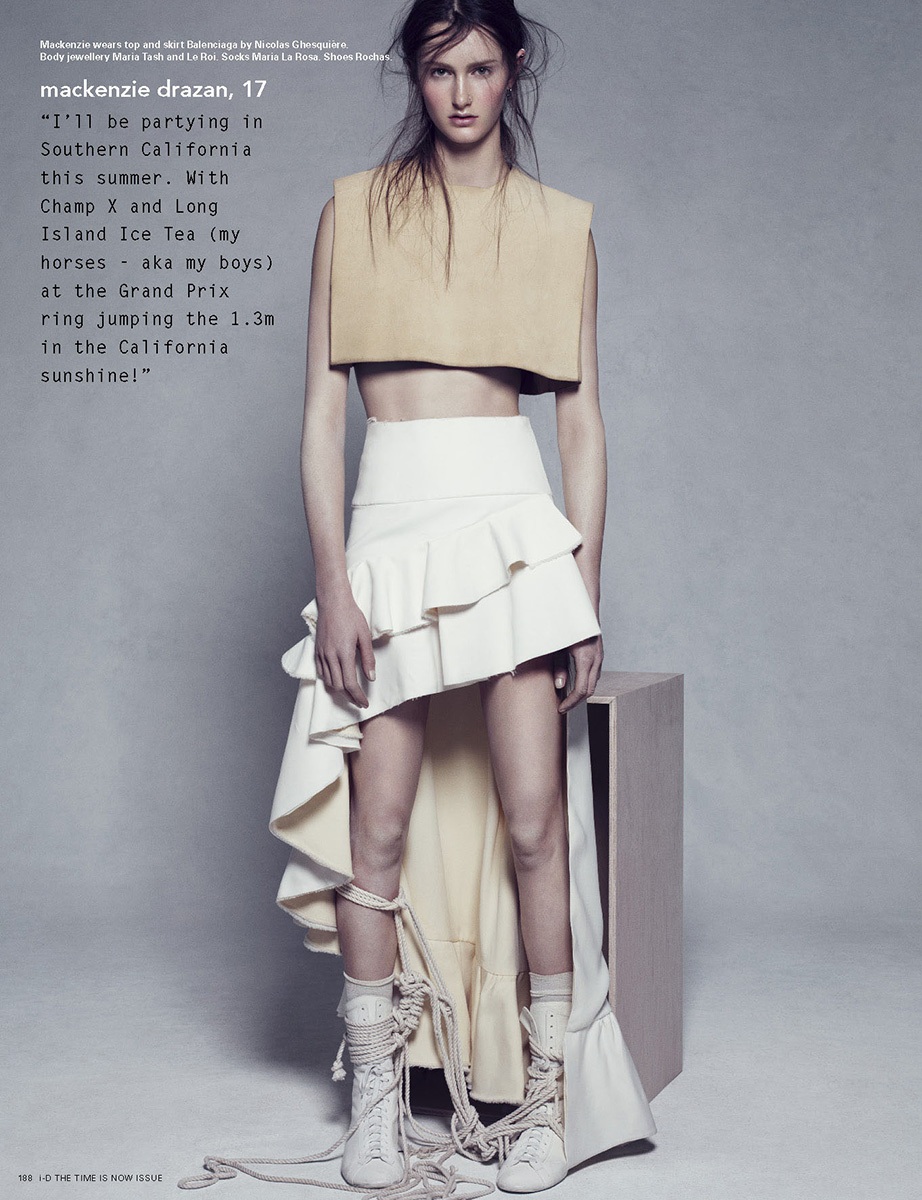 Mackenzie wears top and skirt Balenciaga by Nicolas Ghesquière.
Body jewellery Maria Tash and Le Roi. Socks Maria La Rosa. Shoes Rochas.
mackenzie drazan, 17
“I’ll be partying in
Southern California
this summer. With
Champ X and Long
Island Ice Tea (my
horses - aka my boys)
at the Grand Prix
ring jumping the 1.3m
in the California
sunshine!”
188 i-D THE TIME IS NOW ISSUE